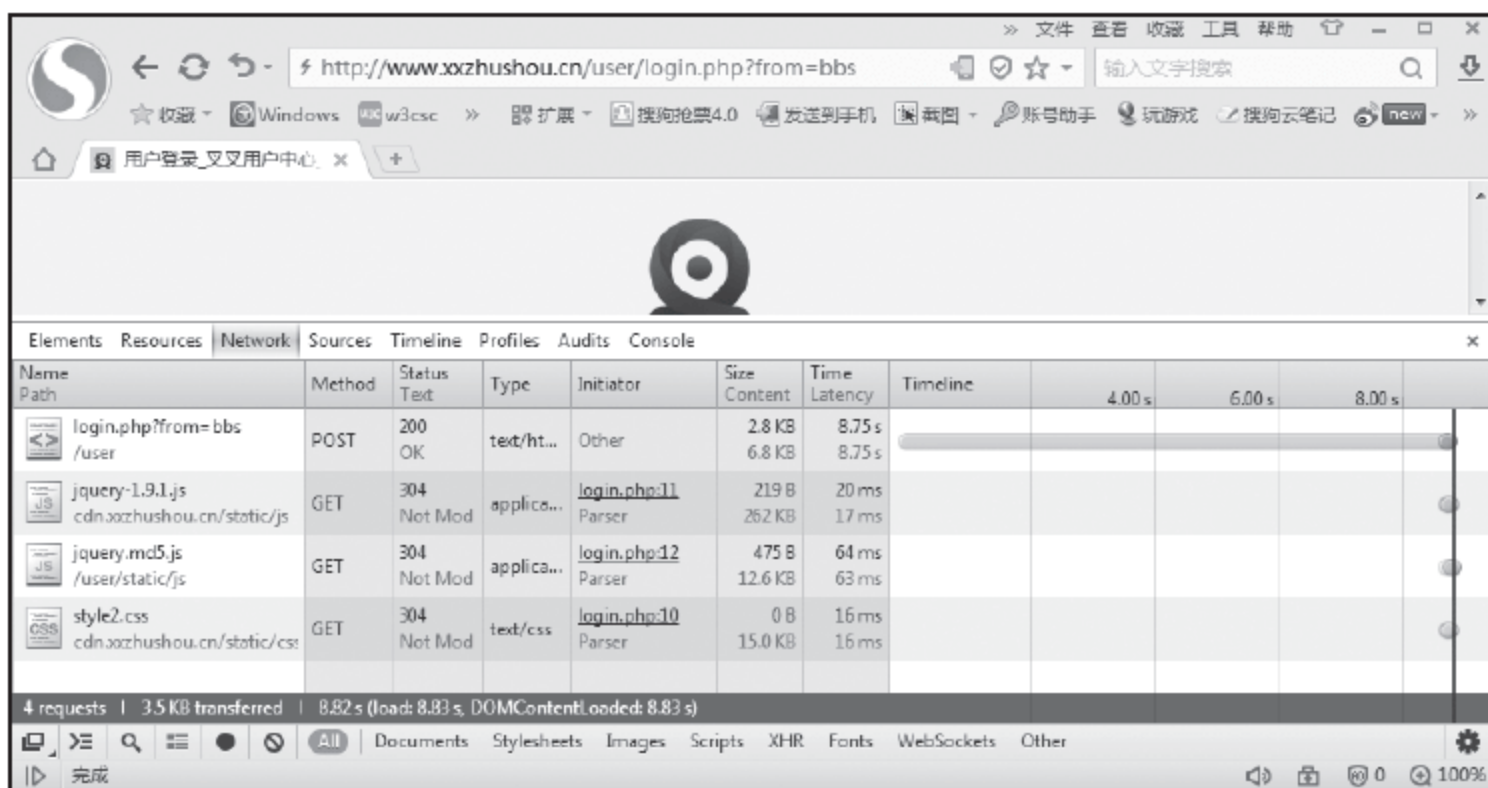 » 文件 查看 收藏 工具 帮助
http://www.xxzhushou.cn/user/login.php?from=bbs 输入文字搜索
收藏 Windows w3csc » 扩展 搜狗抢票4.0 发送到手机 截图 账号助手 玩游戏 搜狗云笔记 new »
用户登录_叉叉用户中心_ × +
Elements Resources Network Sources Timeline Profiles Audits Console ×
Name Method Status Type Initiator Size Time Timeline
Path Text Content Latency 4.00 s 6.00 s 8.00 s
login.php?from=bbs POST 200 text/ht... Other 2.8 KB 8.75 s
/user OK 6.8 KB 8.75 s
jquery-1.9.1.js GET 304 applica... login.php:11 219 B 20 ms
cdn.xxzhushou.cn/static/js Not Mod Parser 262 KB 17 ms
jquery.md5.js GET 304 applica... login.php:12 475 B 64 ms
/user/static/js Not Mod Parser 12.6 KB 63 ms
style2.css GET 304 text/css login.php:10 0 B 16 ms
cdn.xxzhushou.cn/static/css Not Mod Parser 15.0 KB 16 ms
4 requests | 3.5 KB transferred | 8.82 s (load: 8.83 s, DOMContentLoaded: 8.83 s)
All Documents Stylesheets Images Scripts XHR Fonts WebSockets Other
完成 0 100%